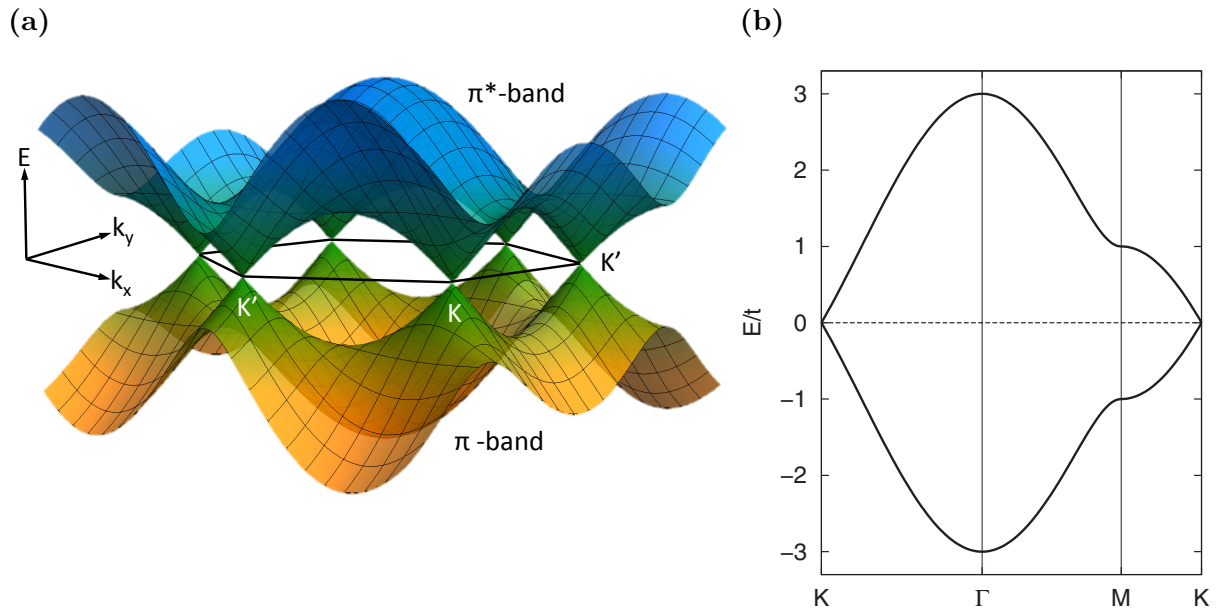 (a)
π*-band
E
k_y
k_x
K'
K'
K
π -band
(b)
E/t
3
2
1
0
−1
−2
−3
K Γ M K